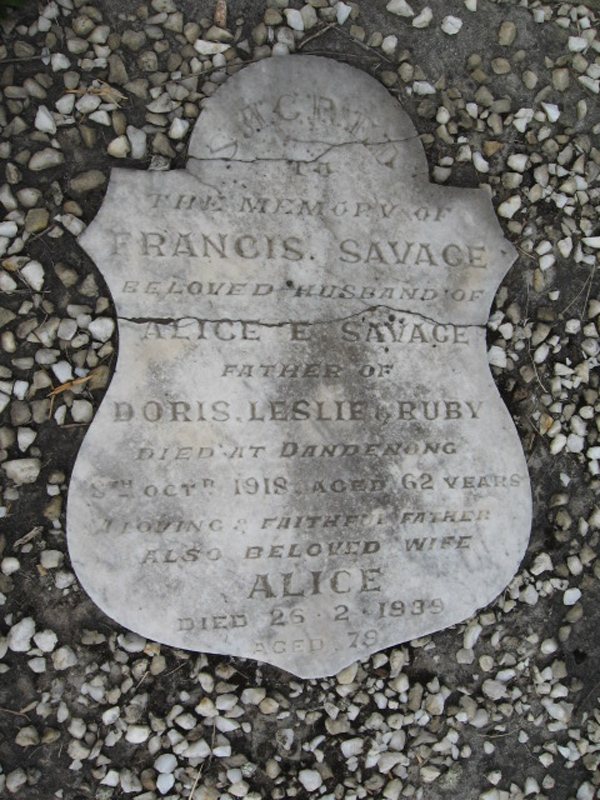 SACRED
TO
THE MEMORY OF
FRANCIS. SAVAGE
BELOVED HUSBAND OF
ALICE E SAVAGE
FATHER OF
DORIS, LESLIE & RUBY
DIED AT DANDENONG
8TH OCTR 1918. AGED 62 YEARS
A LOVING & FAITHFUL FATHER
ALSO BELOVED WIFE
ALICE
DIED 26 2 1939
AGED 79